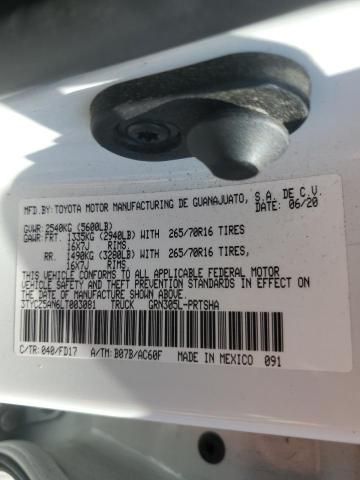 MFD.BY:TOYOTA MOTOR MANUFACTURING DE GUANAJUATO, S.A. DE C.V.
DATE: 06/20
GVWR: 2540KG (5600LB)
GAWR: FRT. 1335KG (2940LB) WITH 265/70R16 TIRES
16X7J RIMS.
RR. 1490KG (3280LB) WITH 265/70R16 TIRES
16X7J RIMS.
THIS VEHICLE CONFORMS TO ALL APPLICABLE FEDERAL MOTOR
VEHICLE SAFETY AND THEFT PREVENTION STANDARDS IN EFFECT
ON THE DATE OF MANUFACTURE SHOWN ABOVE.
3TYCZ5AN6LT003081 TRUCK GRN305L-PRTSHA
C/TR: 040/FD17 A/TM: B07B/AC60F MADE IN MEXICO 091